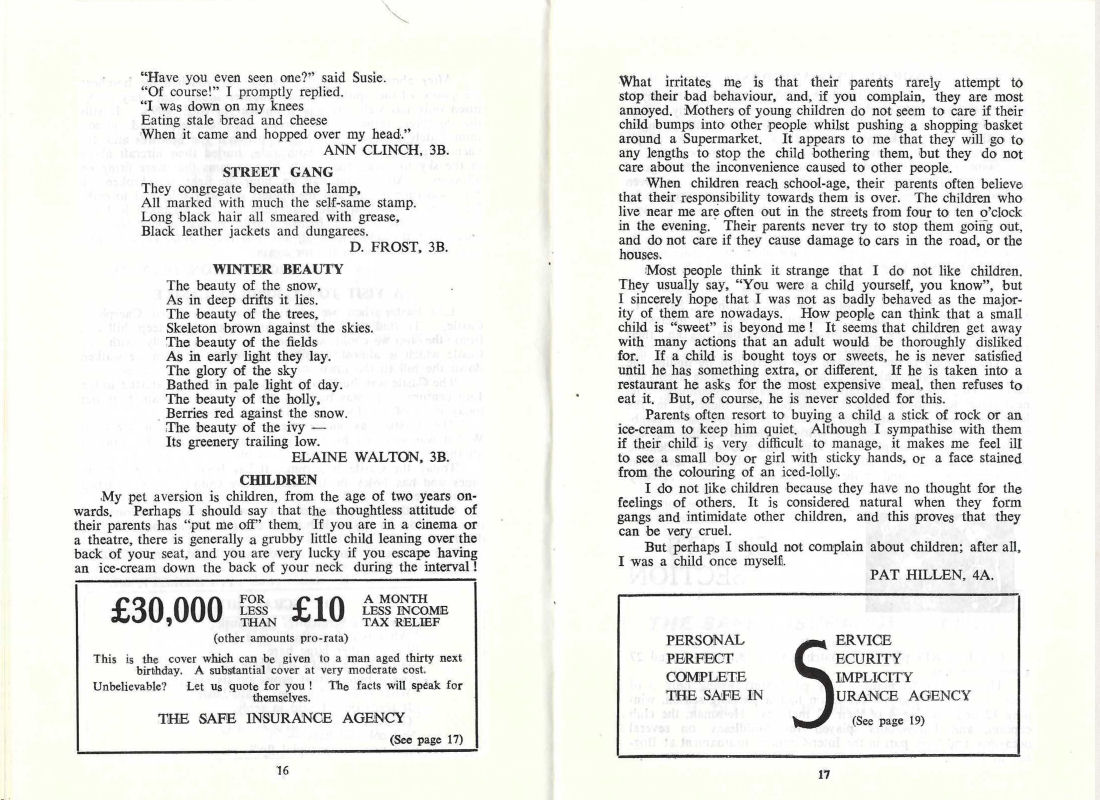 “Have you even seen one?” said Susie.
“Of course!” I promptly replied.
“I was down on my knees
Eating stale bread and cheese
When it came and hopped over my head.”
ANN CLINCH, 3B.
STREET GANG
They congregate beneath the lamp,
All marked with much the self-same stamp.
Long black hair all smeared with grease,
Black leather jackets and dungarees.
D. FROST, 3B.
WINTER BEAUTY
The beauty of the snow,
As in deep drifts it lies.
The beauty of the trees,
Skeleton brown against the skies.
The beauty of the fields
As in early light they lay.
The glory of the sky
Bathed in pale light of day.
The beauty of the holly,
Berries red against the snow.
The beauty of the ivy —
Its greenery trailing low.
ELAINE WALTON, 3B.
CHILDREN
My pet aversion is children, from the age of two years on-
wards. Perhaps I should say that the thoughtless attitude of
their parents has “put me off” them. If you are in a cinema or
a theatre, there is generally a grubby little child leaning over the
back of your seat, and you are very lucky if you escape having
an ice-cream down the back of your neck during the interval!
£30,000 FOR LESS THAN £10 A MONTH LESS INCOME TAX RELIEF
(other amounts pro-rata)
This is the cover which can be given to a man aged thirty next
birthday. A substantial cover at very moderate cost.
Unbelievable? Let us quote for you! The facts will speak for
themselves.
THE SAFE INSURANCE AGENCY
(See page 17)
16
What irritates me is that their parents rarely attempt to
stop their bad behaviour, and, if you complain, they are most
annoyed. Mothers of young children do not seem to care if their
child bumps into other people whilst pushing a shopping basket
around a Supermarket. It appears to me that they will go to
any lengths to stop the child bothering them, but they do not
care about the inconvenience caused to other people.
When children reach school-age, their parents often believe
that their responsibility towards them is over. The children who
live near me are often out in the streets from four to ten o’clock
in the evening. Their parents never try to stop them going out,
and do not care if they cause damage to cars in the road, or the
houses.
Most people think it strange that I do not like children.
They usually say, “You were a child yourself, you know”, but
I sincerely hope that I was not as badly behaved as the major-
ity of them are nowadays. How people can think that a small
child is “sweet” is beyond me! It seems that children get away
with many actions that an adult would be thoroughly disliked
for. If a child is bought toys or sweets, he is never satisfied
until he has something extra, or different. If he is taken into a
restaurant he asks for the most expensive meal, then refuses to
eat it. But, of course, he is never scolded for this.
Parents often resort to buying a child a stick of rock or an
ice-cream to keep him quiet. Although I sympathise with them
if their child is very difficult to manage, it makes me feel ill
to see a small boy or girl with sticky hands, or a face stained
from the colouring of an iced-lolly.
I do not like children because they have no thought for the
feelings of others. It is considered natural when they form
gangs and intimidate other children, and this proves that they
can be very cruel.
But perhaps I should not complain about children; after all,
I was a child once myself.
PAT HILLEN, 4A.
PERSONAL SERVICE
PERFECT SECURITY
COMPLETE SIMPLICITY
THE SAFE INSURANCE AGENCY
(See page 19)
17